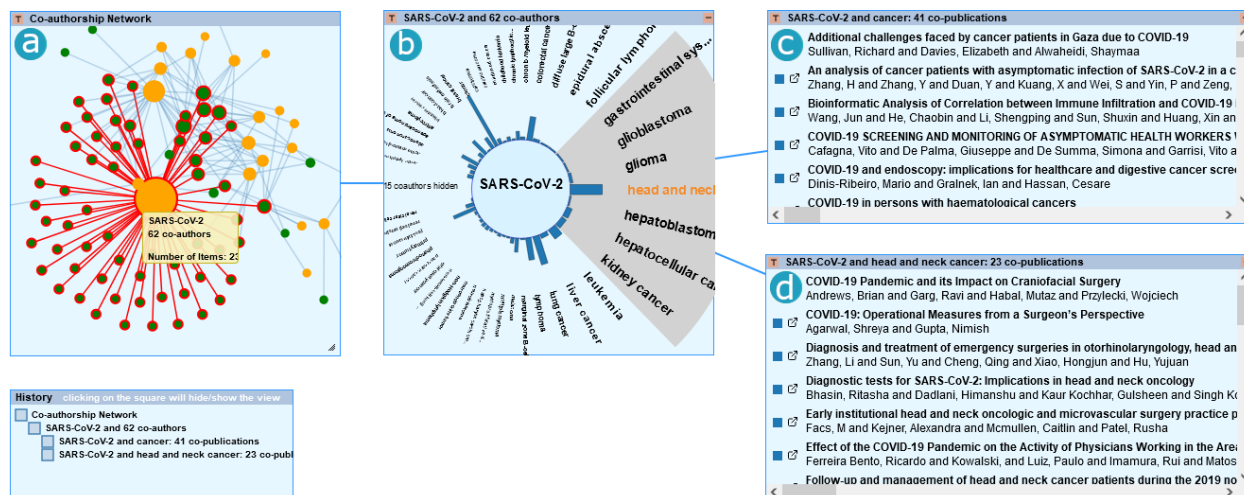 T Co-authorship Network
a
SARS-CoV-2
62 co-authors
Number of Items: 23
T SARS-CoV-2 and 62 co-authors
b
colorectal cance
diffuse large B-
epidural absce
follicular lympho
gastrointestinal sys...
glioblastoma
glioma
head and neck
hepatoblastom
hepatocellular ca
kidney cancer
leukemia
liver cancer
lung cancer
lymphoma
SARS-CoV-2
15 coauthors hidden
T SARS-CoV-2 and cancer: 41 co-publications
c
Additional challenges faced by cancer patients in Gaza due to COVID-19
Sullivan, Richard and Davies, Elizabeth and Alwaheidi, Shaymaa
An analysis of cancer patients with asymptomatic infection of SARS-CoV-2 in a c
Zhang, H and Zhang, Y and Duan, Y and Kuang, X and Wei, S and Yin, P and Zeng,
Bioinformatic Analysis of Correlation between Immune Infiltration and COVID-19 i
Wang, Jun and He, Chaobin and Li, Shengping and Sun, Shuxin and Huang, Xin an
COVID-19 SCREENING AND MONITORING OF ASYMPTOMATIC HEALTH WORKERS
Cafagna, Vito and De Palma, Giuseppe and De Summa, Simona and Garrisi, Vito a
COVID-19 and endoscopy: implications for healthcare and digestive cancer scree
Dinis-Ribeiro, Mario and Gralnek, Ian and Hassan, Cesare
COVID-19 in persons with haematological cancers
T SARS-CoV-2 and head and neck cancer: 23 co-publications
d
COVID-19 Pandemic and its Impact on Craniofacial Surgery
Andrews, Brian and Garg, Ravi and Habal, Mutaz and Przylecki, Wojciech
COVID-19: Operational Measures from a Surgeon's Perspective
Agarwal, Shreya and Gupta, Nimish
Diagnosis and treatment of emergency surgeries in otorhinolaryngology, head an
Zhang, Li and Sun, Yu and Cheng, Qing and Xiao, Hongjun and Hu, Yujuan
Diagnostic tests for SARS-CoV-2: Implications in head and neck oncology
Bhasin, Ritasha and Dadlani, Himanshu and Kaur Kochhar, Gulsheen and Singh Ko
Early institutional head and neck oncologic and microvascular surgery practice p
Facs, M and Kejner, Alexandra and Mcmullen, Caitlin and Patel, Rusha
Effect of the COVID-19 Pandemic on the Activity of Physicians Working in the Area
Ferreira Bento, Ricardo and Kowalski, and Luiz, Paulo and Imamura, Rui and Matos
Follow-up and management of head and neck cancer patients during the 2019 no
History clicking on the square will hide/show the view
Co-authorship Network
SARS-CoV-2 and 62 co-authors
SARS-CoV-2 and cancer: 41 co-publications
SARS-CoV-2 and head and neck cancer: 23 co-publ